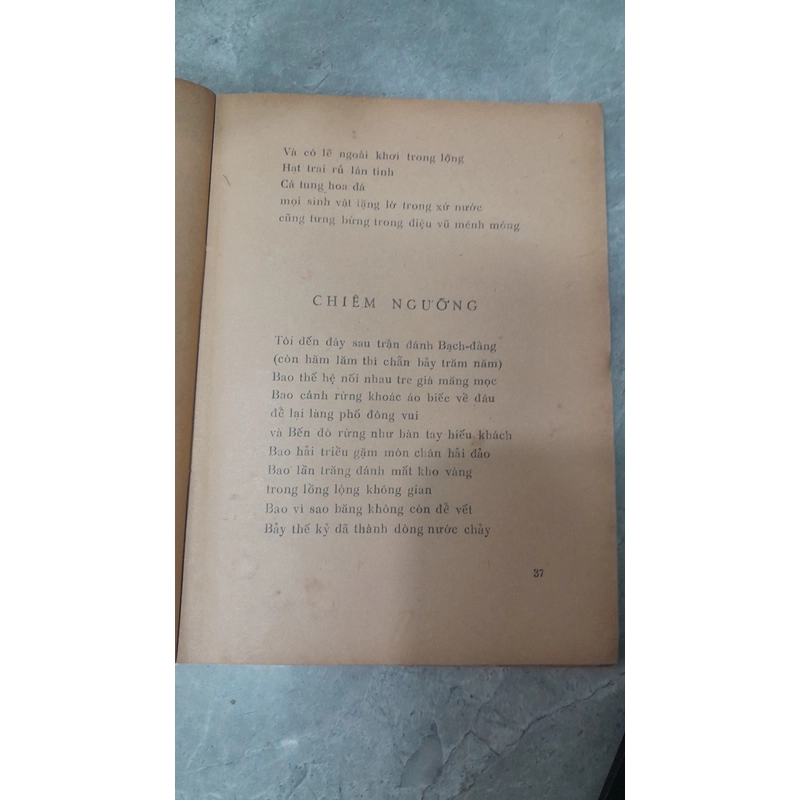 Và có lẽ ngoài khơi trong lộng
Hạt trai rủ lân tinh
Cá tung hoa đá
mọi sinh vật lặng lờ trong xứ nước
cũng tưng bừng trong điệu vũ mênh mông
CHIÊM NGƯỠNG
Tôi đến đây sau trận đánh Bạch-đằng
(còn hăm lăm thì chẵn bảy trăm năm)
Bao thế hệ nối nhau tre già măng mọc
Bao cánh rừng khoác áo biếc về đâu
để lại làng phố đông vui
và Bến đò rừng như bàn tay hiếu khách
Bao hải triều gặm mòn chân hải đảo
Bao lần trăng đánh mất kho vàng
trong lồng lộng không gian
Bao vì sao băng không còn để vết
Bảy thế kỷ đã thành dòng nước chảy
37